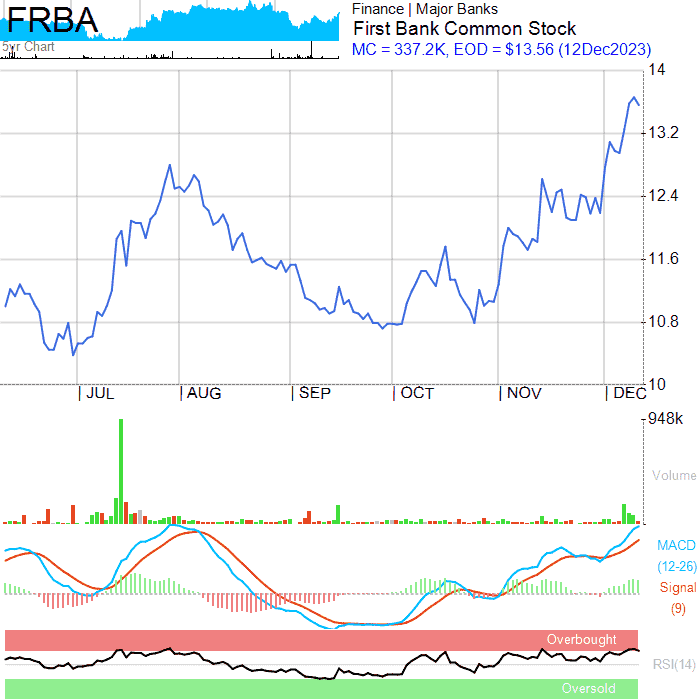 FRBA
5yr Chart
Finance | Major Banks
First Bank Common Stock
MC = 337.2K, EOD = $13.56 (12Dec2023)
14
13.2
12.4
11.6
10.8
10
| JUL | AUG | SEP | OCT | NOV | DEC
948k
Volume
MACD
(12-26)
Signal
(9)
Overbought
RSI(14)
Oversold